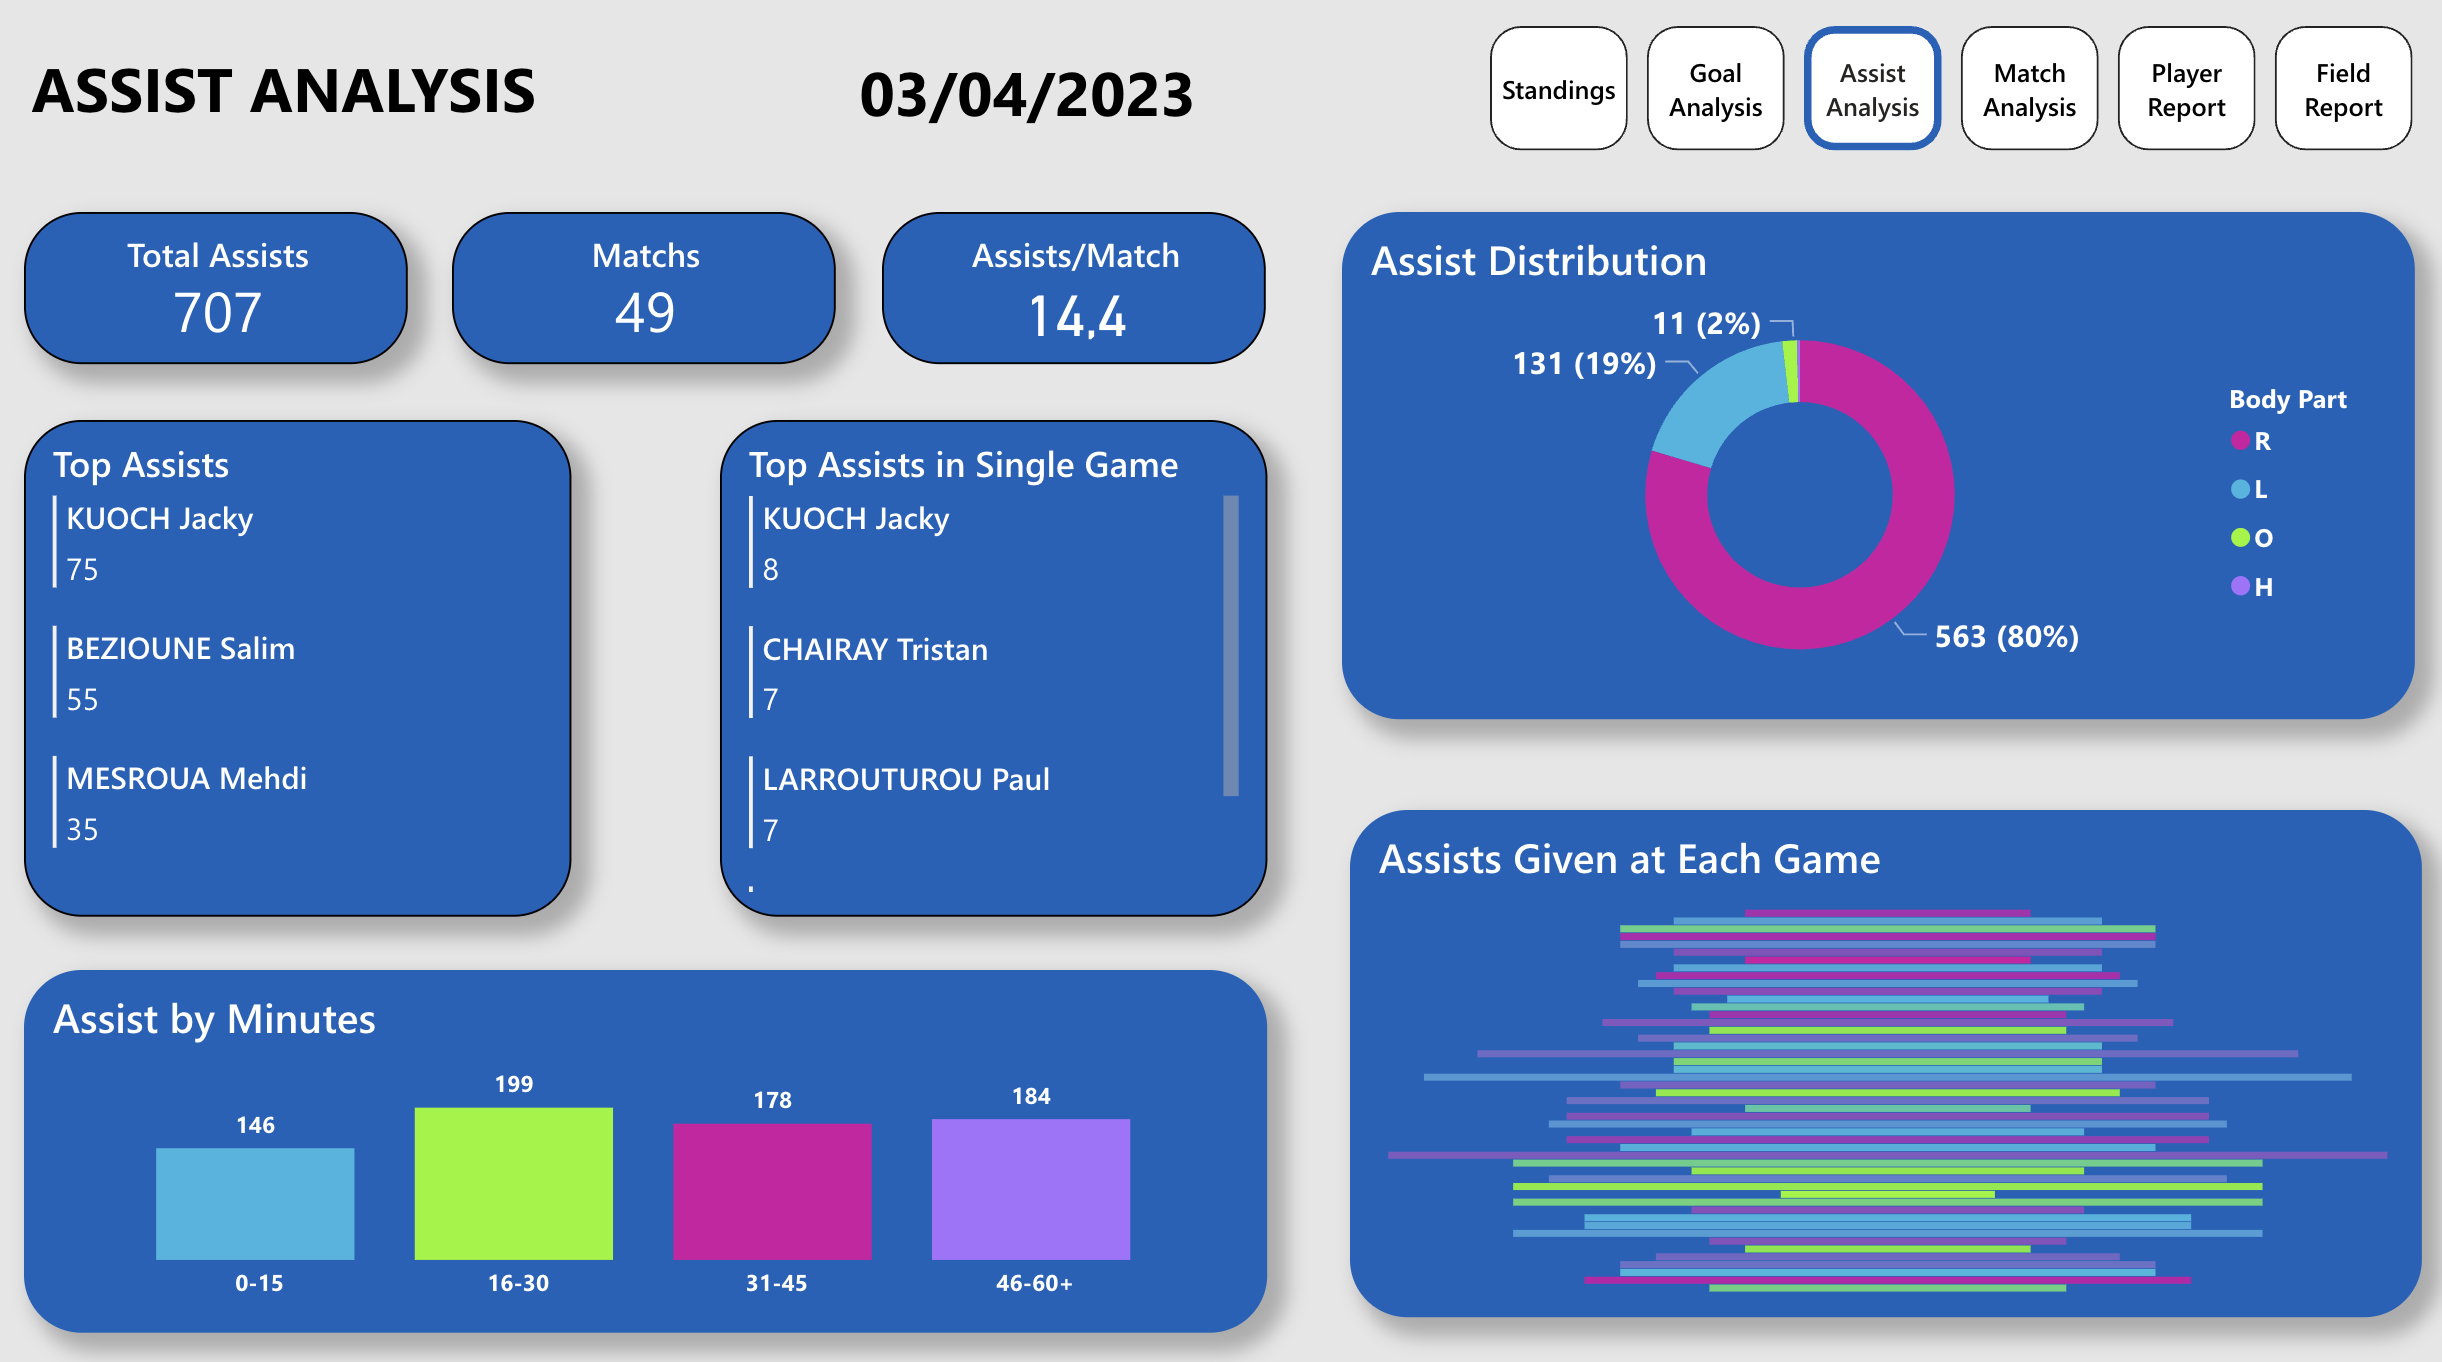 ASSIST ANALYSIS
03/04/2023
Standings
Goal
Analysis
Assist
Analysis
Match
Analysis
Player
Report
Field
Report
Total Assists
707
Matchs
49
Assists/Match
14,4
Top Assists
KUOCH Jacky
75
BEZIOUNE Salim
55
MESROUA Mehdi
35
Top Assists in Single Game
KUOCH Jacky
8
CHAIRAY Tristan
7
LARROUTUROU Paul
7
Assist Distribution
11 (2%)
131 (19%)
563 (80%)
Body Part
R
L
O
H
Assist by Minutes
146
199
178
184
0-15
16-30
31-45
46-60+
Assists Given at Each Game